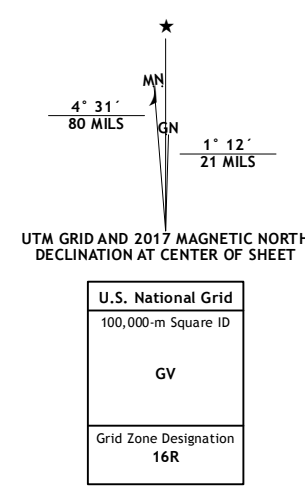 ★
MN
GN
4° 31´
80 MILS
1° 12´
21 MILS
UTM GRID AND 2017 MAGNETIC NORTH
DECLINATION AT CENTER OF SHEET
U.S. National Grid
100,000-m Square ID
GV
Grid Zone Designation
16R